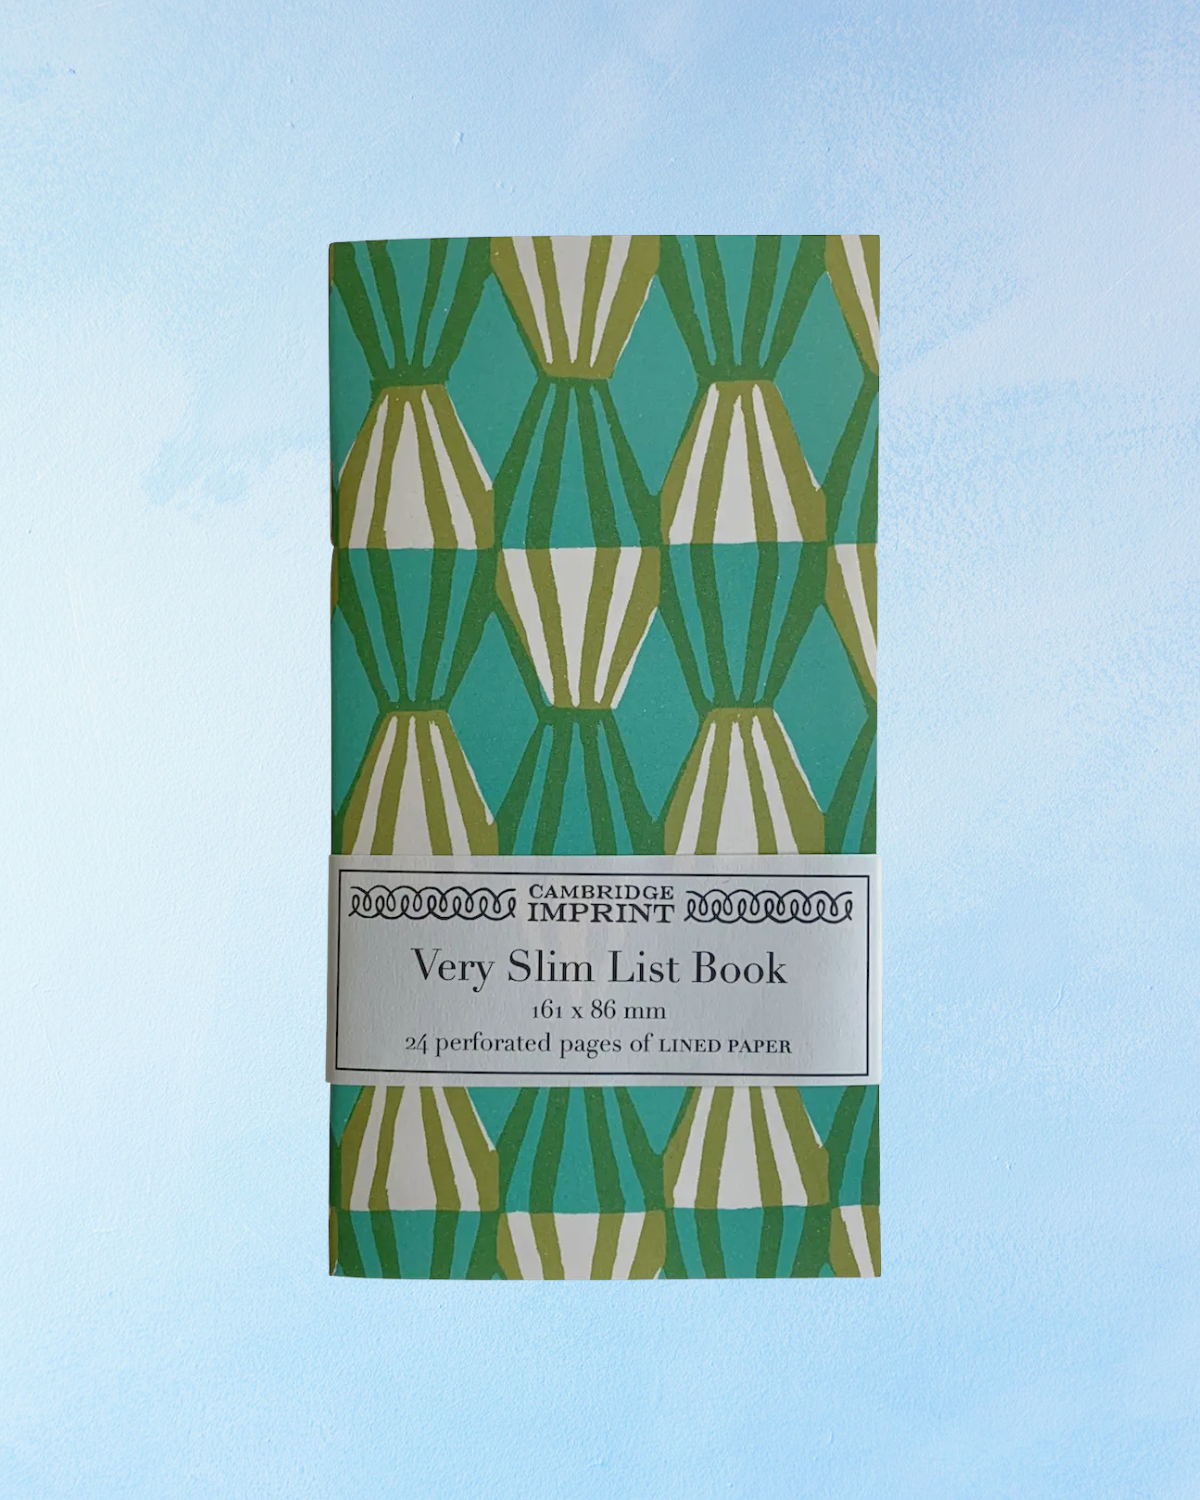 CAMBRIDGE
IMPRINT
Very Slim List Book
161 x 86 mm
24 perforated pages of LINED PAPER